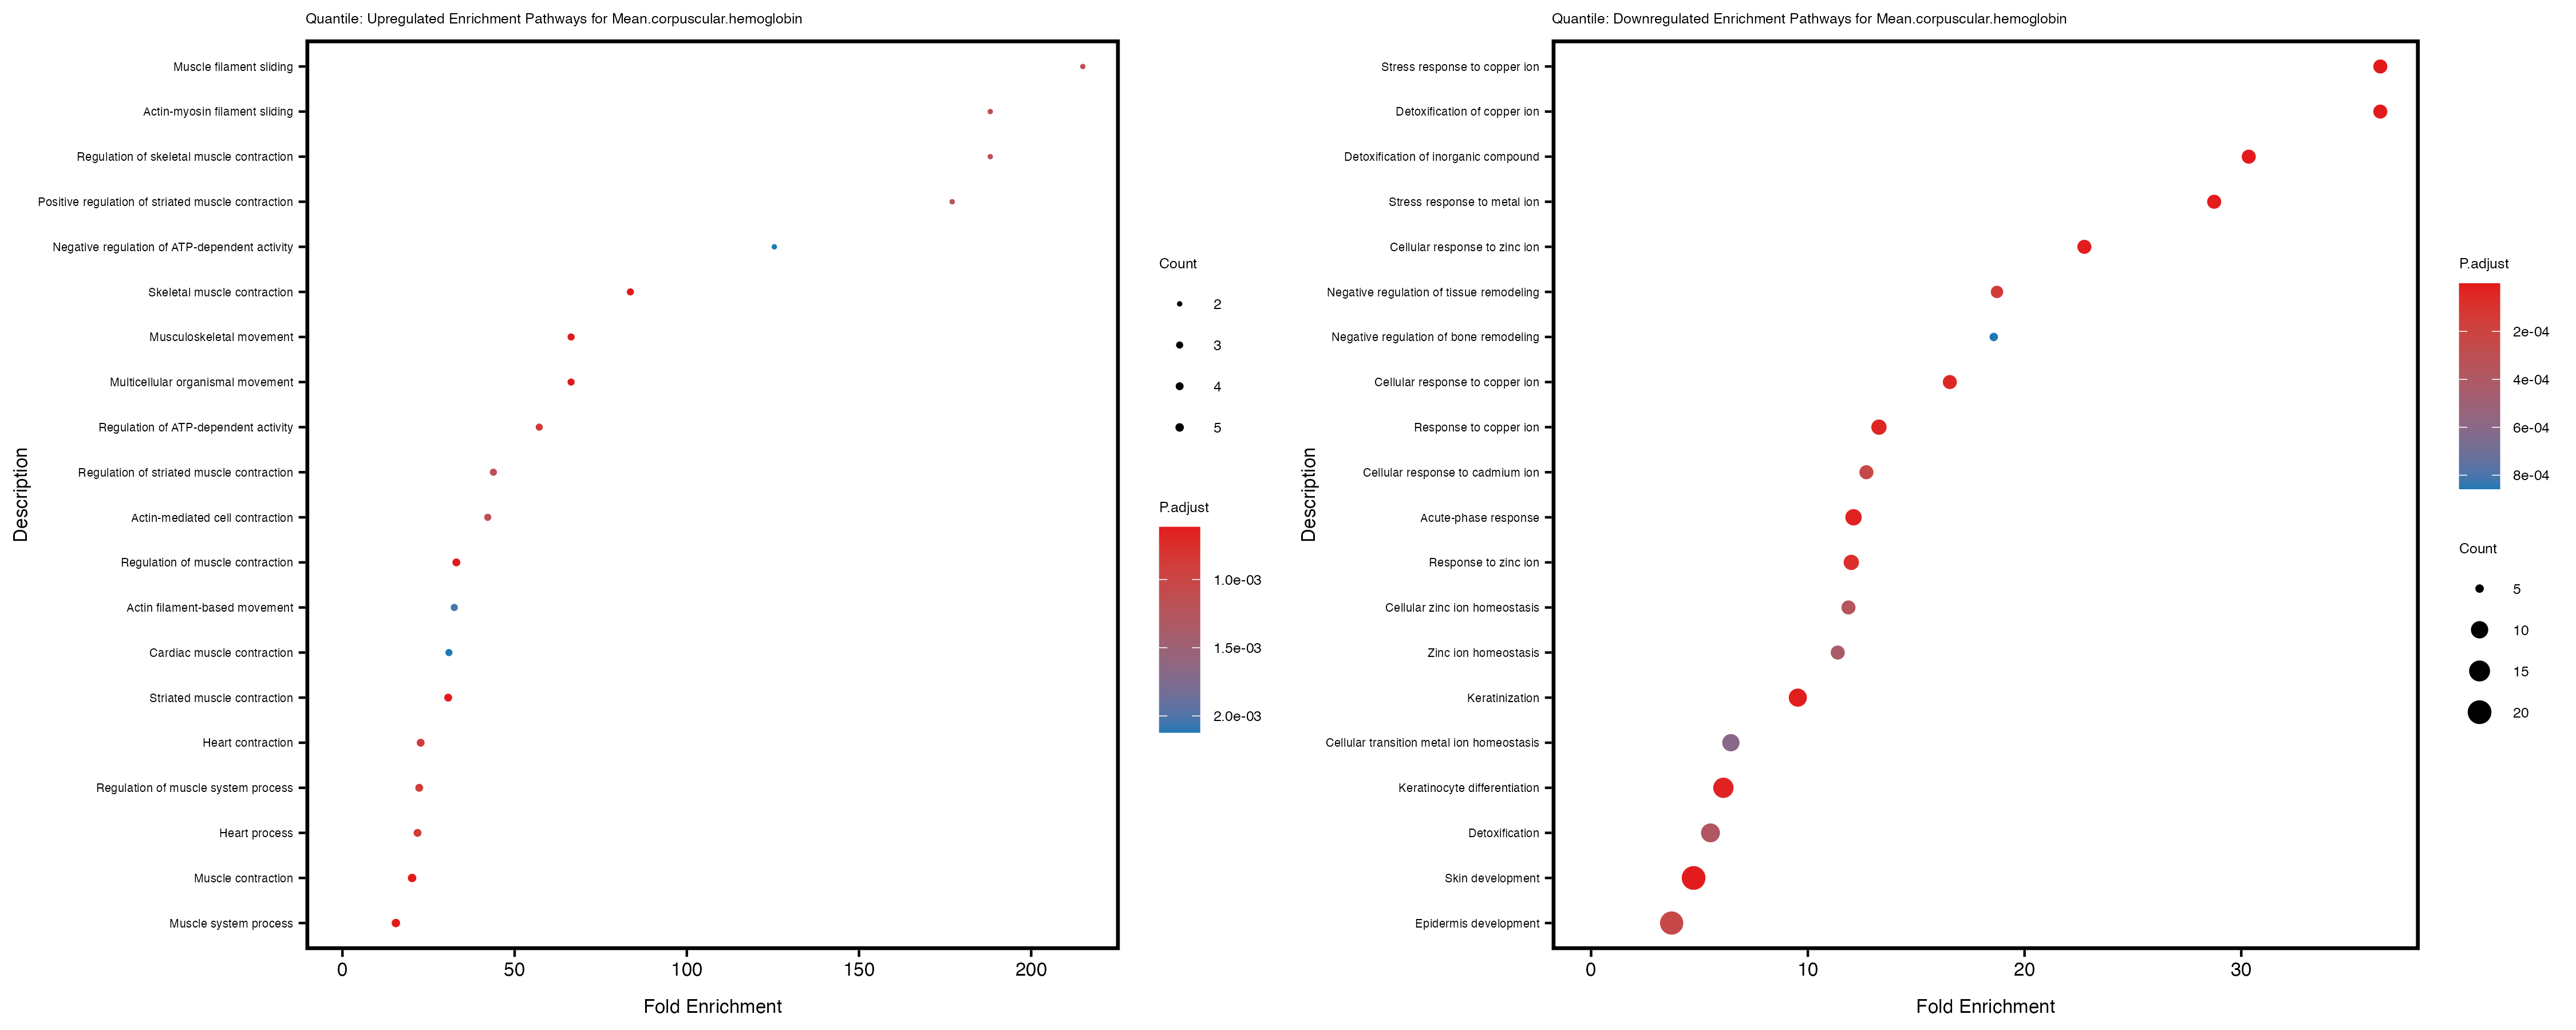 Quantile: Upregulated Enrichment Pathways for Mean.corpuscular.hemoglobin
Description
Muscle filament sliding
Actin-myosin filament sliding
Regulation of skeletal muscle contraction
Positive regulation of striated muscle contraction
Negative regulation of ATP-dependent activity
Skeletal muscle contraction
Musculoskeletal movement
Multicellular organismal movement
Regulation of ATP-dependent activity
Regulation of striated muscle contraction
Actin-mediated cell contraction
Regulation of muscle contraction
Actin filament-based movement
Cardiac muscle contraction
Striated muscle contraction
Heart contraction
Regulation of muscle system process
Heart process
Muscle contraction
Muscle system process
0 50 100 150 200
Fold Enrichment
Count
2
3
4
5
P.adjust
1.0e-03
1.5e-03
2.0e-03
Quantile: Downregulated Enrichment Pathways for Mean.corpuscular.hemoglobin
Description
Stress response to copper ion
Detoxification of copper ion
Detoxification of inorganic compound
Stress response to metal ion
Cellular response to zinc ion
Negative regulation of tissue remodeling
Negative regulation of bone remodeling
Cellular response to copper ion
Response to copper ion
Cellular response to cadmium ion
Acute-phase response
Response to zinc ion
Cellular zinc ion homeostasis
Zinc ion homeostasis
Keratinization
Cellular transition metal ion homeostasis
Keratinocyte differentiation
Detoxification
Skin development
Epidermis development
0 10 20 30
Fold Enrichment
P.adjust
2e-04
4e-04
6e-04
8e-04
Count
5
10
15
20